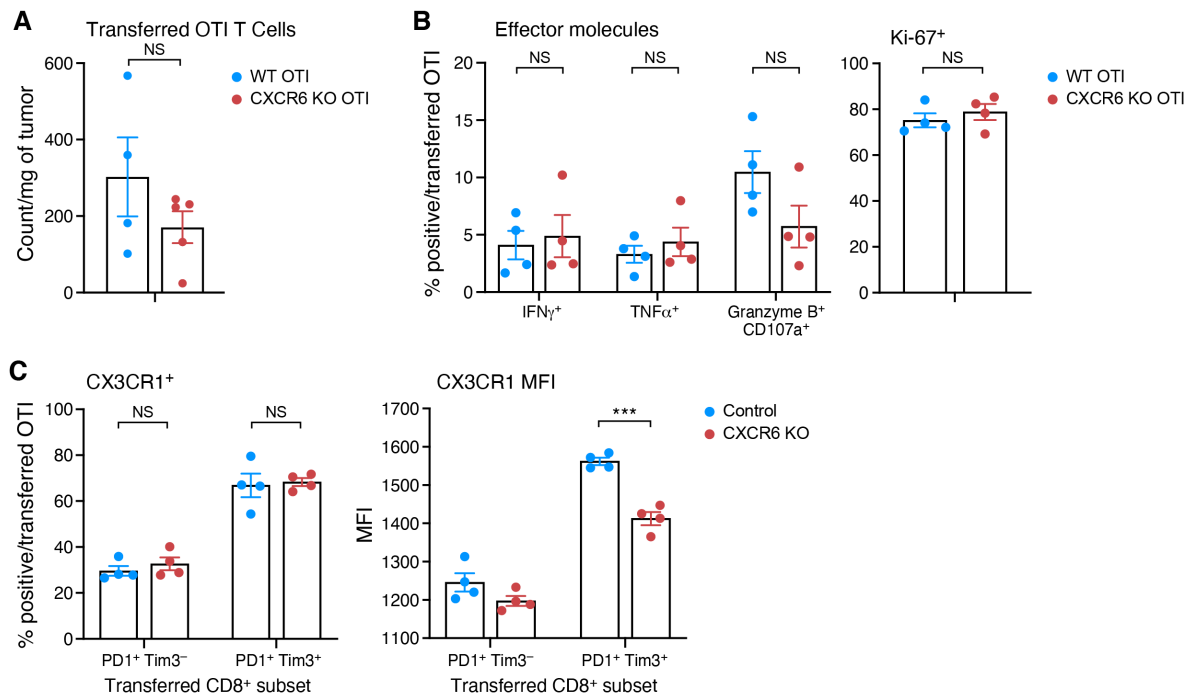 A
Transferred OTI T Cells
NS
600
400
200
0
Count/mg of tumor
WT OTI
CXCR6 KO OTI
B
Effector molecules
NS
NS
NS
20
15
10
5
0
% positive/transferred OTI
IFNγ⁺
TNFα⁺
Granzyme B⁺
CD107a⁺
Ki-67⁺
NS
100
80
60
40
20
0
WT OTI
CXCR6 KO OTI
C
CX3CR1⁺
NS
NS
100
80
60
40
20
0
% positive/transferred OTI
PD1⁺ Tim3⁻
PD1⁺ Tim3⁺
Transferred CD8⁺ subset
CX3CR1 MFI
***
1700
1600
1500
1400
1300
1200
1100
MFI
PD1⁺ Tim3⁻
PD1⁺ Tim3⁺
Transferred CD8⁺ subset
Control
CXCR6 KO